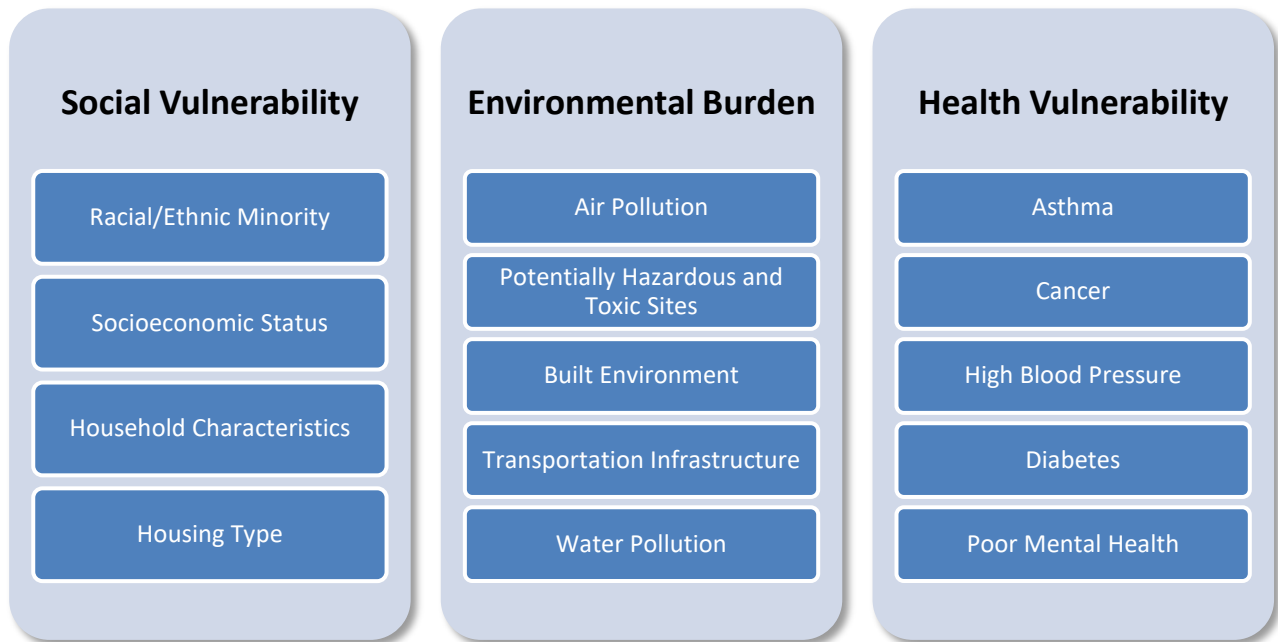 Social Vulnerability
Racial/Ethnic Minority
Socioeconomic Status
Household Characteristics
Housing Type
Environmental Burden
Air Pollution
Potentially Hazardous and
Toxic Sites
Built Environment
Transportation Infrastructure
Water Pollution
Health Vulnerability
Asthma
Cancer
High Blood Pressure
Diabetes
Poor Mental Health